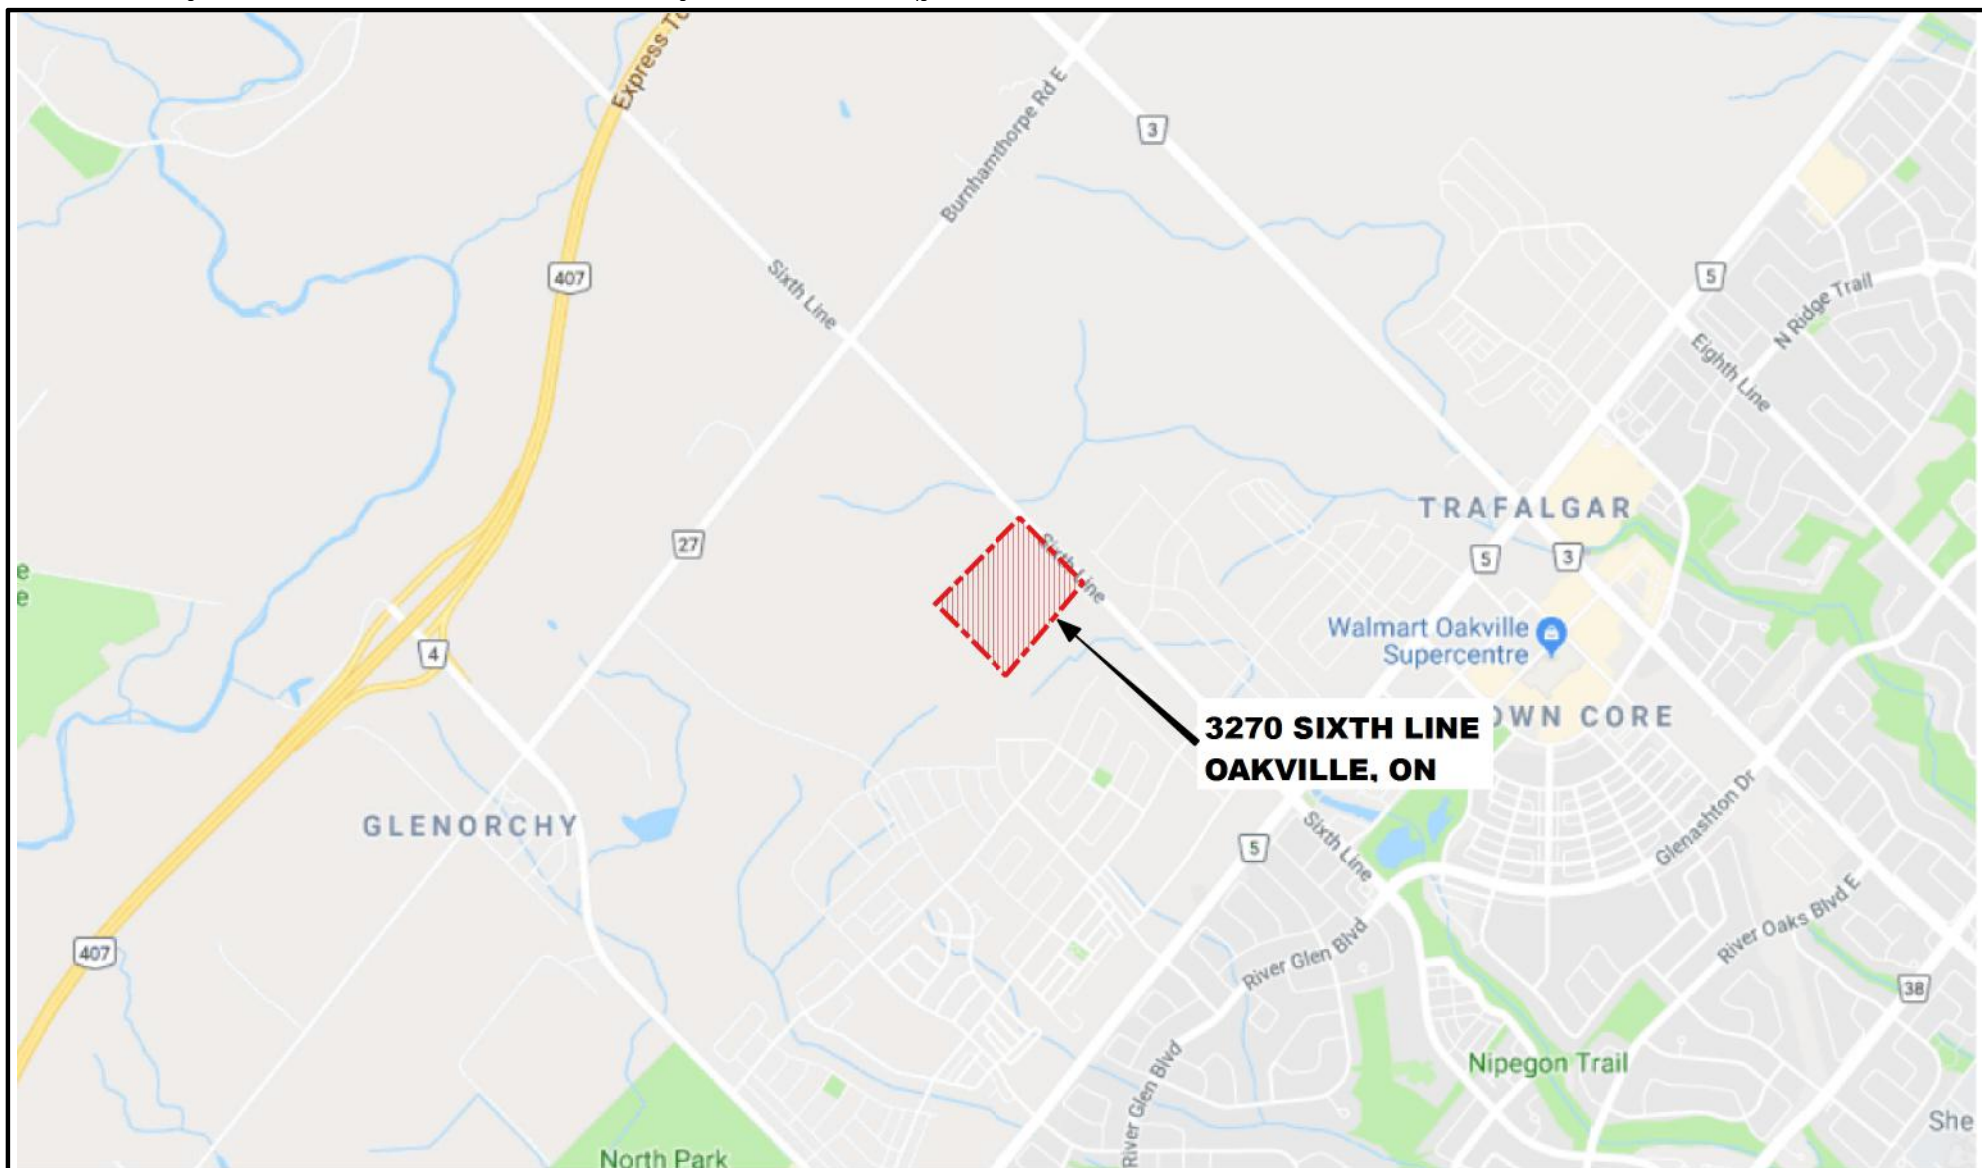 Express To
3
Burnhamthorpe Rd E
407
Sixth Line
5
N Ridge Trail
Eighth Line
TRAFALGAR
27
Sixth Line
5
3
e
e
Walmart Oakville
Supercentre
4
3270 SIXTH LINE
OAKVILLE, ON
OWN CORE
GLENORCHY
5
Sixth Line
Glenashton Dr
River Oaks Blvd E
407
River Glen Blvd
38
Nipegon Trail
River Glen Blvd
She
North Park